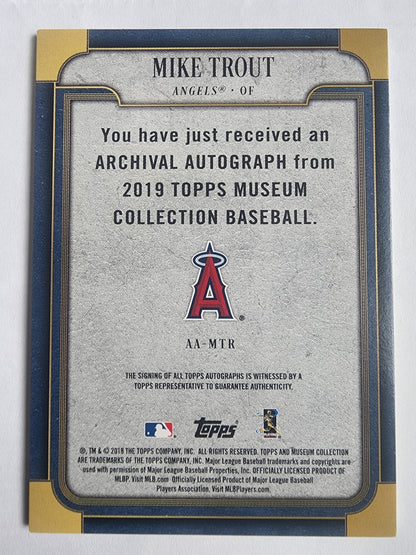 MIKE TROUT
ANGELS® • OF
You have just received an
ARCHIVAL AUTOGRAPH from
2019 TOPPS MUSEUM
COLLECTION BASEBALL.
A®
AA-MTR
THE SIGNING OF ALL TOPPS AUTOGRAPHS IS WITNESSED BY A
TOPPS REPRESENTATIVE TO GUARANTEE AUTHENTICITY.
Topps
®, TM & © 2018 THE TOPPS COMPANY, INC. ALL RIGHTS RESERVED. TOPPS AND MUSEUM COLLECTION
ARE TRADEMARKS OF THE TOPPS COMPANY, INC. Major League Baseball trademarks and copyrights are
used with permission of Major League Baseball Properties, Inc. OFFICIALLY LICENSED PRODUCT OF
MLBP. Visit MLB.com Officially Licensed Product of Major League Baseball
Players Association. Visit MLBPlayers.com.